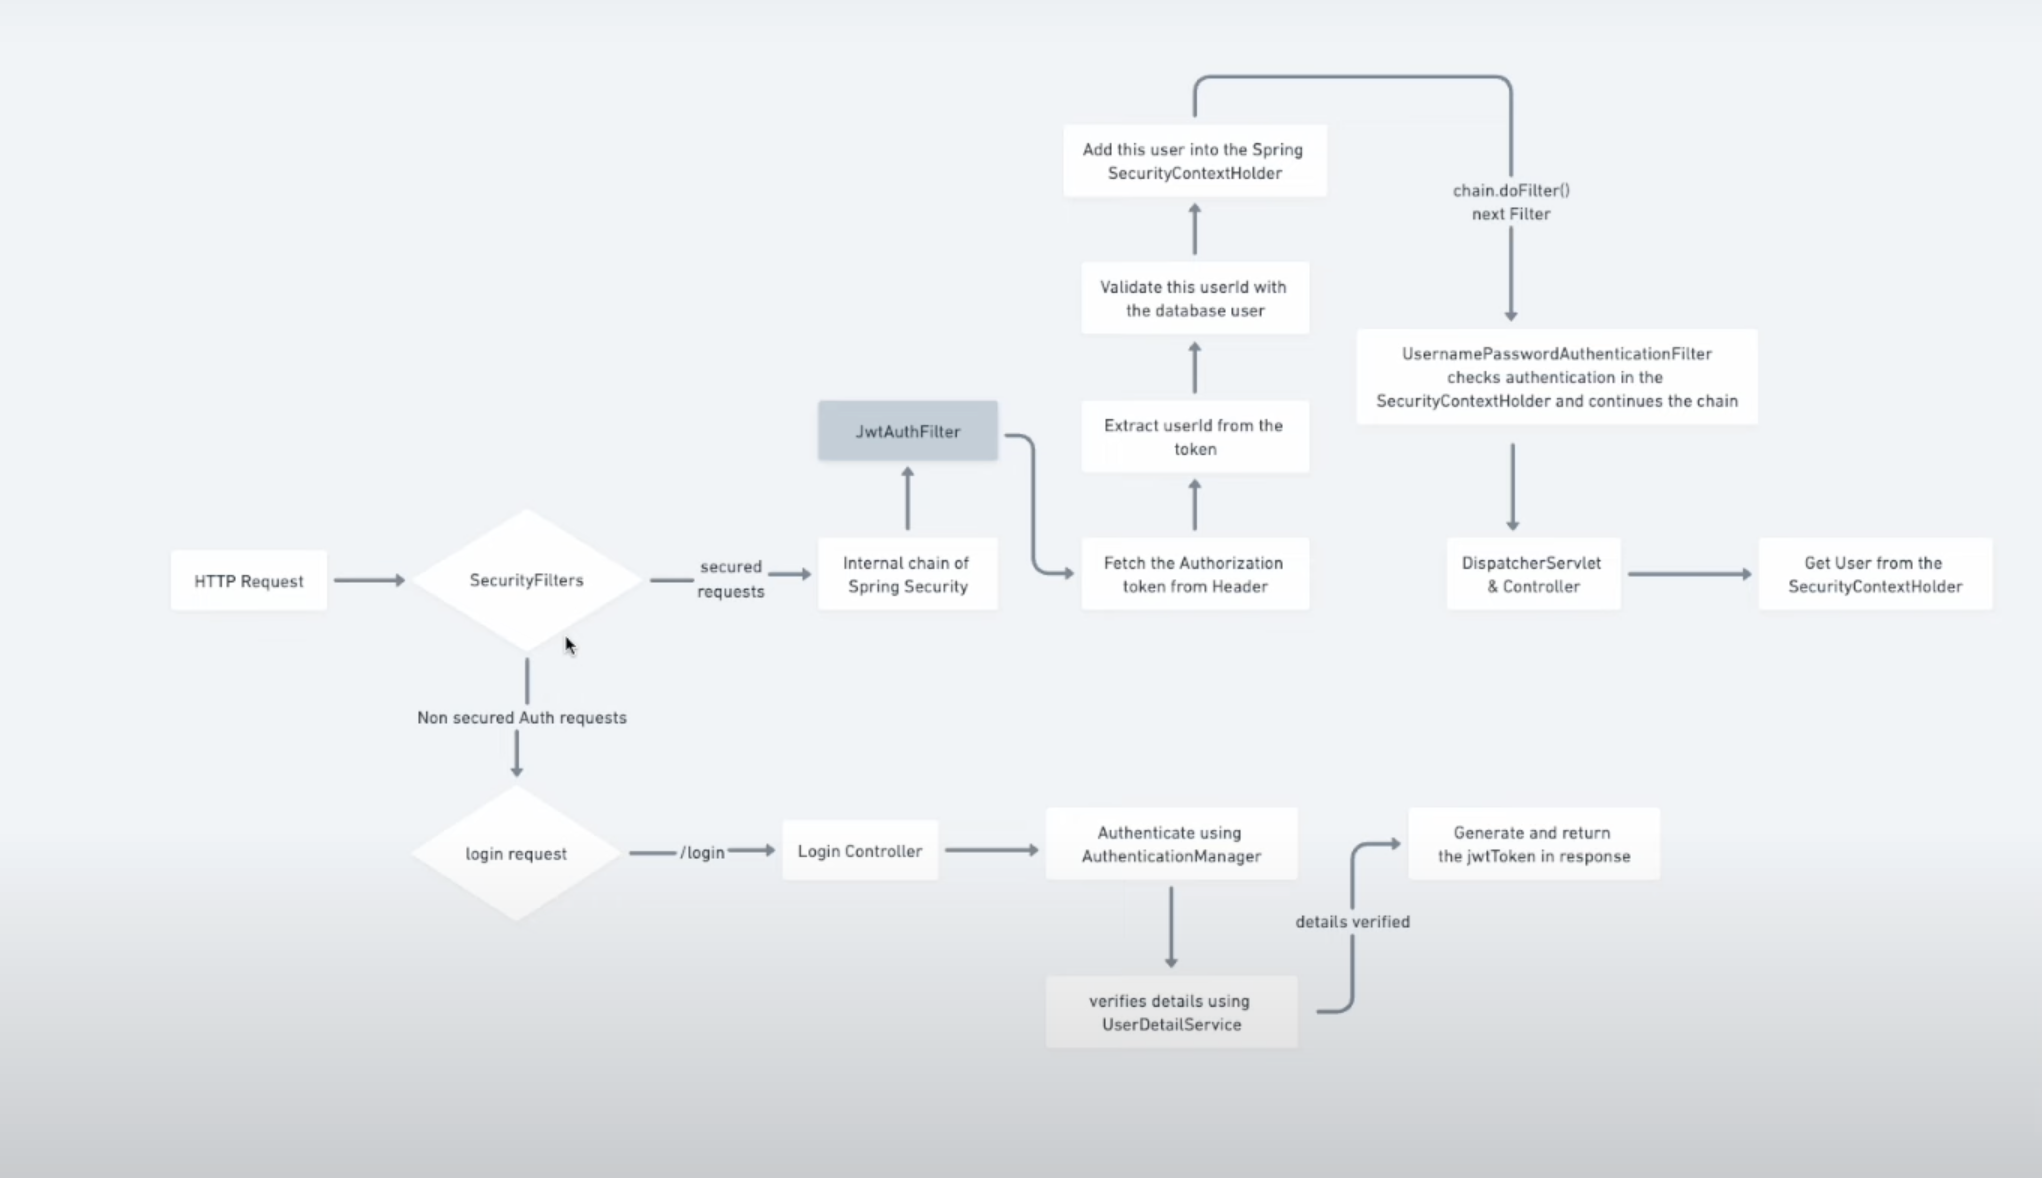 Add this user into the Spring
SecurityContextHolder
chain.doFilter()
next Filter
Validate this userId with
the database user
UsernamePasswordAuthenticationFilter
checks authentication in the
SecurityContextHolder and continues the chain
JwtAuthFilter
Extract userId from the
token
HTTP Request
SecurityFilters
secured
requests
Internal chain of
Spring Security
Fetch the Authorization
token from Header
DispatcherServlet
& Controller
Get User from the
SecurityContextHolder
Non secured Auth requests
login request
/login
Login Controller
Authenticate using
AuthenticationManager
Generate and return
the jwtToken in response
details verified
verifies details using
UserDetailService